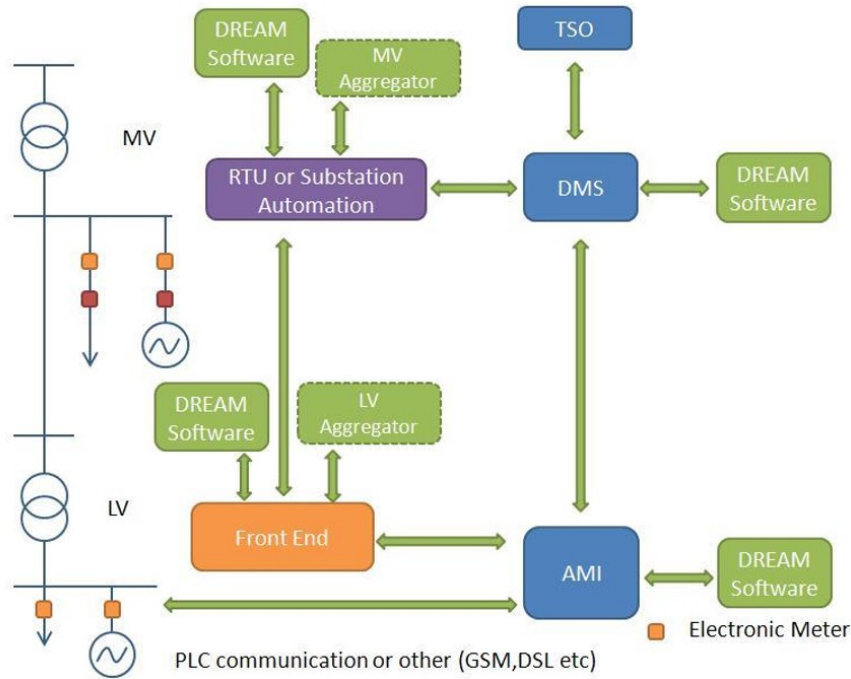 DREAM
Software
MV
Aggregator
TSO
MV
RTU or Substation
Automation
DMS
DREAM
Software
DREAM
Software
LV
Aggregator
LV
Front End
AMI
DREAM
Software
Electronic Meter
PLC communication or other (GSM,DSL etc)